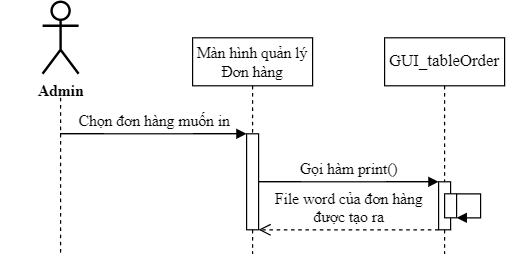 Màn hình quản lý
Đơn hàng
GUI_tableOrder
Admin
Chọn đơn hàng muốn in
Gọi hàm print()
File word của đơn hàng
được tạo ra